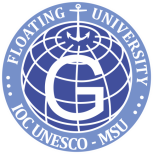 FLOATING UNIVERSITY
G
IOC UNESCO - MSU